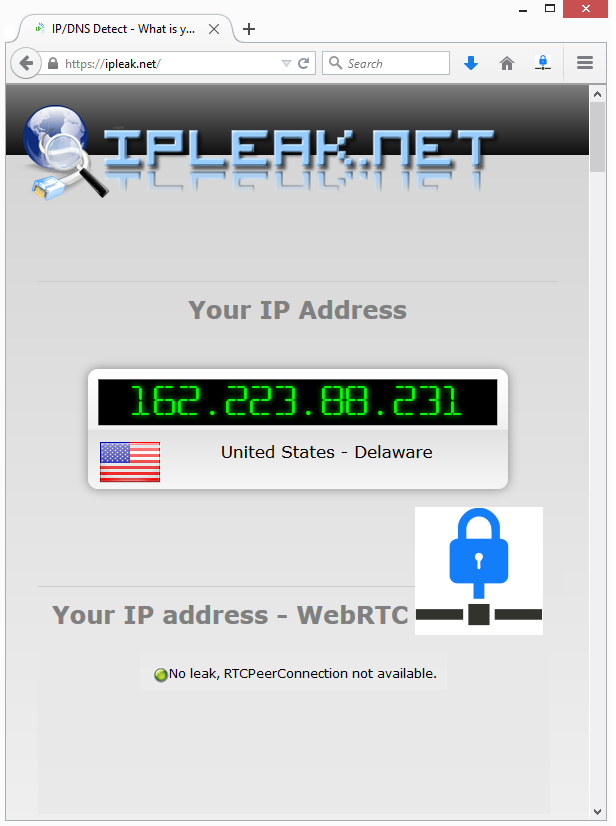 IP/DNS Detect - What is y...
https://ipleak.net/
Search
IPLEAK.NET
Your IP Address
162.223.88.231
United States - Delaware
Your IP address - WebRTC
No leak, RTCPeerConnection not available.